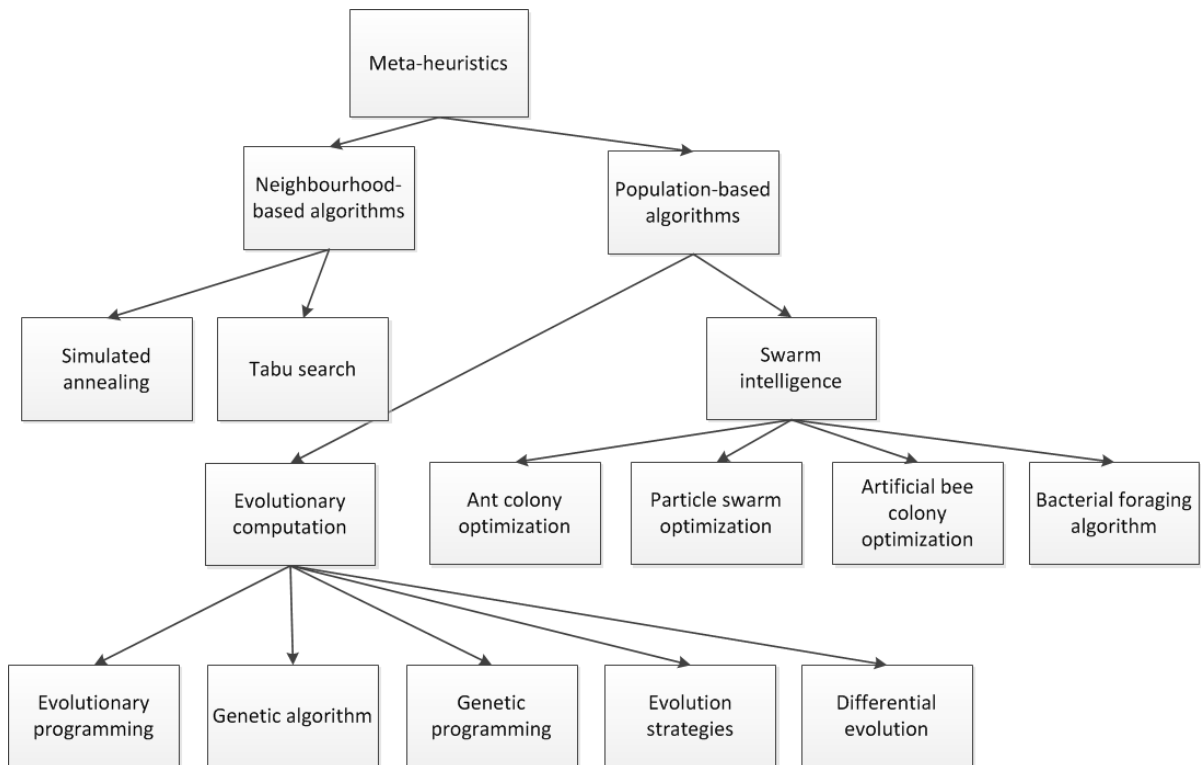 Meta-heuristics
Neighbourhood-
based algorithms
Population-based
algorithms
Simulated
annealing
Tabu search
Swarm
intelligence
Evolutionary
computation
Ant colony
optimization
Particle swarm
optimization
Artificial bee
colony
optimization
Bacterial foraging
algorithm
Evolutionary
programming
Genetic algorithm
Genetic
programming
Evolution
strategies
Differential
evolution